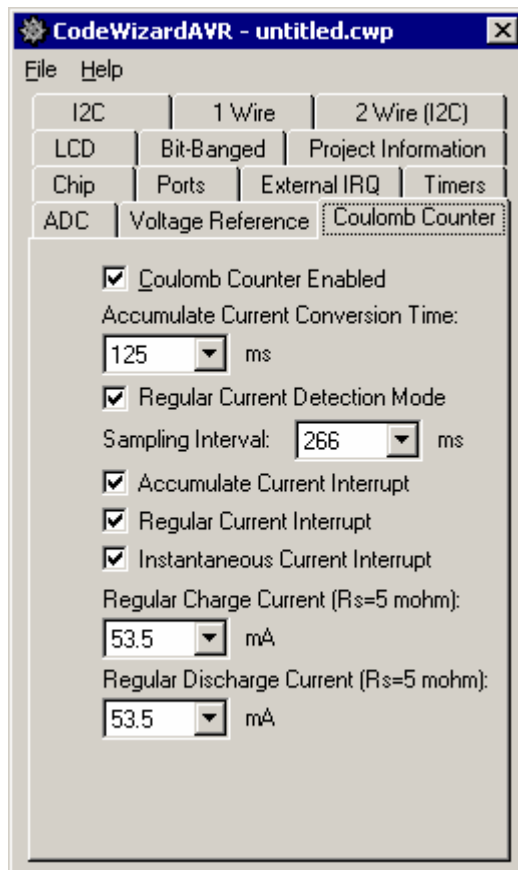 CodeWizardAVR - untitled.cwp
File Help
I2C 1 Wire 2 Wire (I2C)
LCD Bit-Banged Project Information
Chip Ports External IRQ Timers
ADC Voltage Reference Coulomb Counter
Coulomb Counter Enabled
Accumulate Current Conversion Time:
125 ms
Regular Current Detection Mode
Sampling Interval: 266 ms
Accumulate Current Interrupt
Regular Current Interrupt
Instantaneous Current Interrupt
Regular Charge Current (Rs=5 mohm):
53.5 mA
Regular Discharge Current (Rs=5 mohm):
53.5 mA